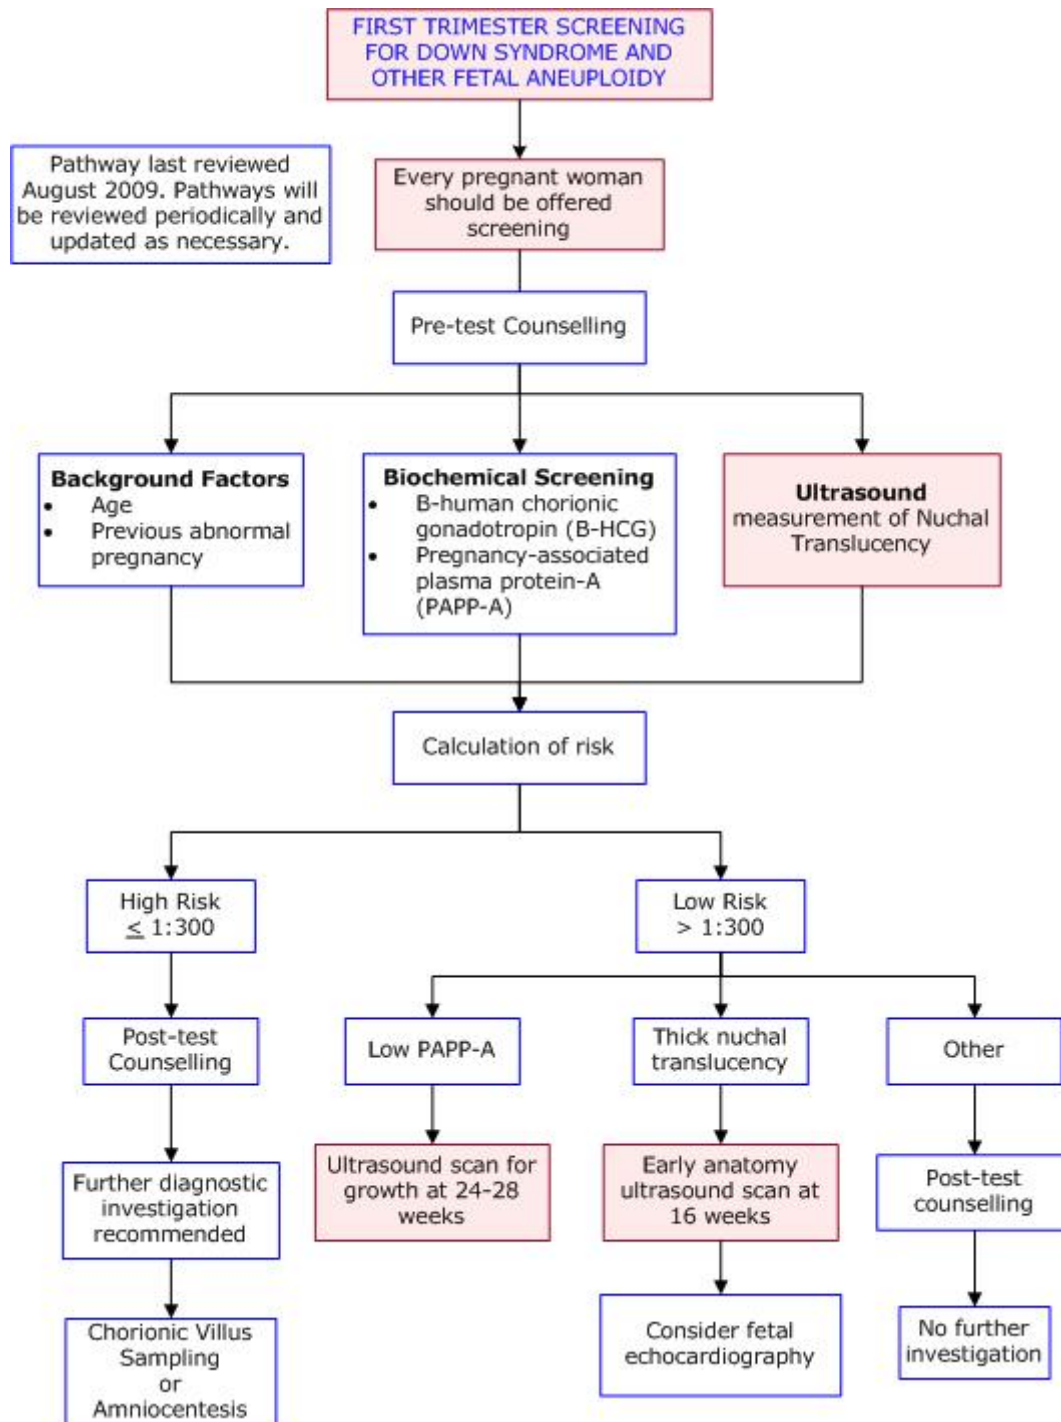 FIRST TRIMESTER SCREENING
FOR DOWN SYNDROME AND
OTHER FETAL ANEUPLOIDY
Pathway last reviewed
August 2009. Pathways will
be reviewed periodically and
updated as necessary.
Every pregnant woman
should be offered
screening
Pre-test Counselling
Background Factors
• Age
• Previous abnormal
pregnancy
Biochemical Screening
• B-human chorionic
gonadotropin (B-HCG)
• Pregnancy-associated
plasma protein-A
(PAPP-A)
Ultrasound
measurement of Nuchal
Translucency
Calculation of risk
High Risk
≤ 1:300
Low Risk
> 1:300
Post-test
Counselling
Low PAPP-A
Thick nuchal
translucency
Other
Further diagnostic
investigation
recommended
Ultrasound scan for
growth at 24-28
weeks
Early anatomy
ultrasound scan at
16 weeks
Post-test
counselling
Chorionic Villus
Sampling
or
Amniocentesis
Consider fetal
echocardiography
No further
investigation